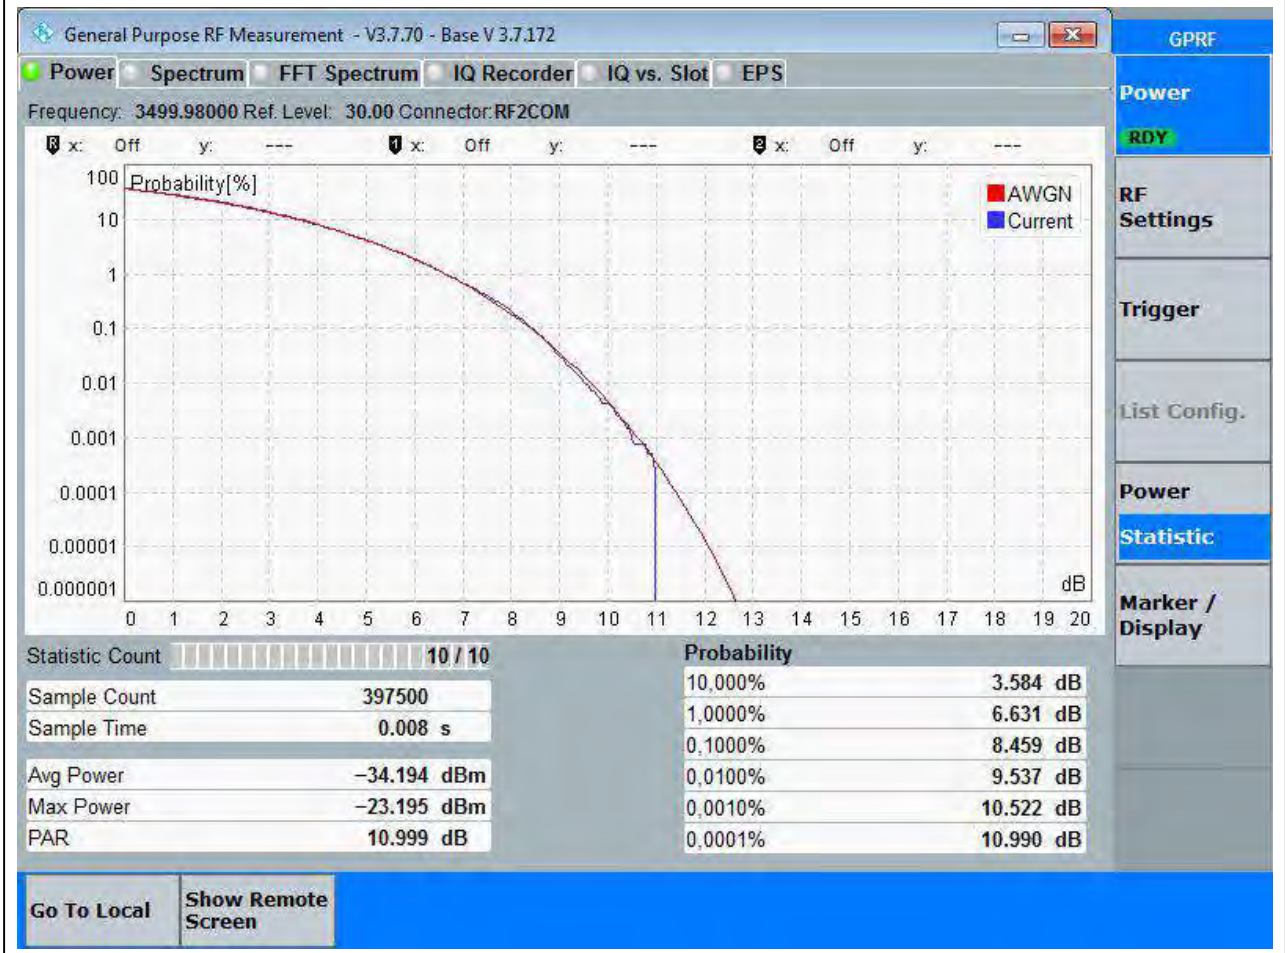 General Purpose RF Measurement - V3.7.70 - Base V 3.7.172
GPRF
Power Spectrum FFT Spectrum IQ Recorder IQ vs. Slot EPS
Frequency: 3499.98000 Ref. Level: 30.00 Connector:RF2COM
R x: Off y: --- 1 x: Off y: --- 2 x: Off y: ---
Probability[%]
100
10
1
0.1
0.01
0.001
0.0001
0.00001
0.000001
AWGN
Current
dB
0 1 2 3 4 5 6 7 8 9 10 11 12 13 14 15 16 17 18 19 20
Statistic Count 10 / 10
Sample Count 397500
Sample Time 0.008 s
Avg Power −34.194 dBm
Max Power −23.195 dBm
PAR 10.999 dB
Probability
10,000% 3.584 dB
1,0000% 6.631 dB
0,1000% 8.459 dB
0,0100% 9.537 dB
0,0010% 10.522 dB
0,0001% 10.990 dB
Power
RDY
RF
Settings
Trigger
List Config.
Power
Statistic
Marker /
Display
Go To Local
Show Remote
Screen